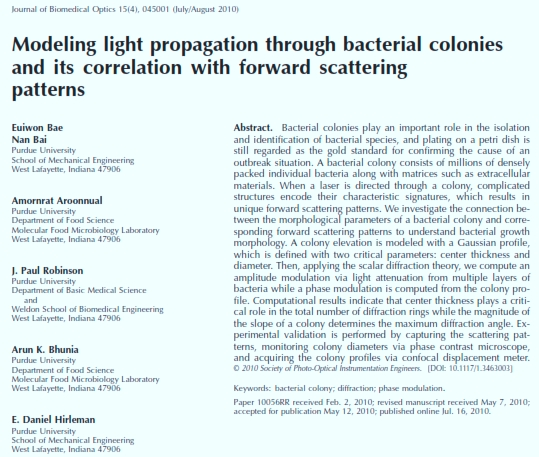 Journal of Biomedical Optics 15(4), 045001 (July/August 2010)
Modeling light propagation through bacterial colonies
and its correlation with forward scattering
patterns
Euiwon Bae
Nan Bai
Purdue University
School of Mechanical Engineering
West Lafayette, Indiana 47906
Amornrat Aroonnual
Purdue University
Department of Food Science
Molecular Food Microbiology Laboratory
West Lafayette, Indiana 47906
J. Paul Robinson
Purdue University
Department of Basic Medical Science
and
Weldon School of Biomedical Engineering
West Lafayette, Indiana 47906
Arun K. Bhunia
Purdue University
Department of Food Science
Molecular Food Microbiology Laboratory
West Lafayette, Indiana 47906
E. Daniel Hirleman
Purdue University
School of Mechanical Engineering
West Lafayette, Indiana 47906
Abstract. Bacterial colonies play an important role in the isolation
and identification of bacterial species, and plating on a petri dish is
still regarded as the gold standard for confirming the cause of an
outbreak situation. A bacterial colony consists of millions of densely
packed individual bacteria along with matrices such as extracellular
materials. When a laser is directed through a colony, complicated
structures encode their characteristic signatures, which results in
unique forward scattering patterns. We investigate the connection be-
tween the morphological parameters of a bacterial colony and corre-
sponding forward scattering patterns to understand bacterial growth
morphology. A colony elevation is modeled with a Gaussian profile,
which is defined with two critical parameters: center thickness and
diameter. Then, applying the scalar diffraction theory, we compute an
amplitude modulation via light attenuation from multiple layers of
bacteria while a phase modulation is computed from the colony pro-
file. Computational results indicate that center thickness plays a criti-
cal role in the total number of diffraction rings while the magnitude of
the slope of a colony determines the maximum diffraction angle. Ex-
perimental validation is performed by capturing the scattering pat-
terns, monitoring colony diameters via phase contrast microscope,
and acquiring the colony profiles via confocal displacement meter.
© 2010 Society of Photo-Optical Instrumentation Engineers. [DOI: 10.1117/1.3463003]
Keywords: bacterial colony; diffraction; phase modulation.
Paper 10056RR received Feb. 2, 2010; revised manuscript received May 7, 2010;
accepted for publication May 12, 2010; published online Jul. 16, 2010.